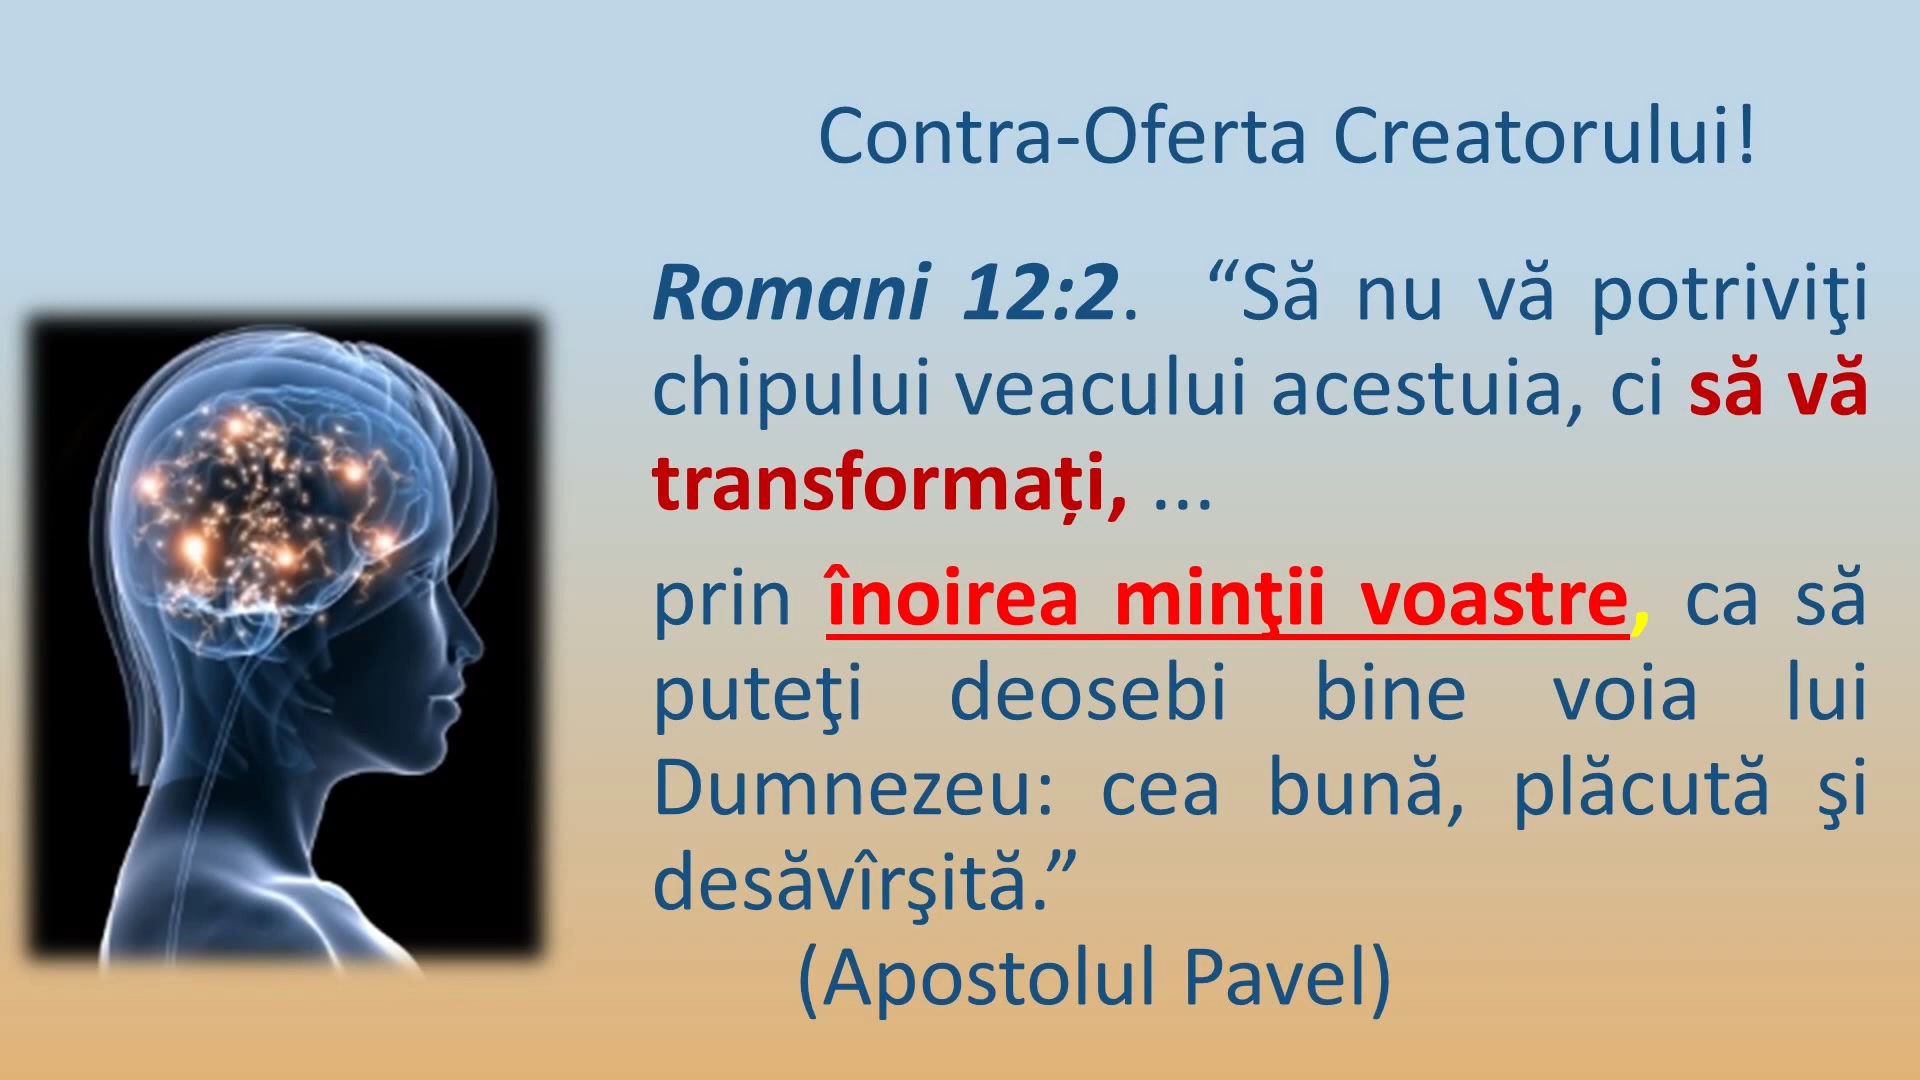 Contra-Oferta Creatorului!
Romani 12:2. “Să nu vă potriviţi
chipului veacului acestuia, ci să vă
transformați, ...
prin înoirea minţii voastre, ca să
puteţi deosebi bine voia lui
Dumnezeu: cea bună, plăcută şi
desăvîrşită.”
(Apostolul Pavel)